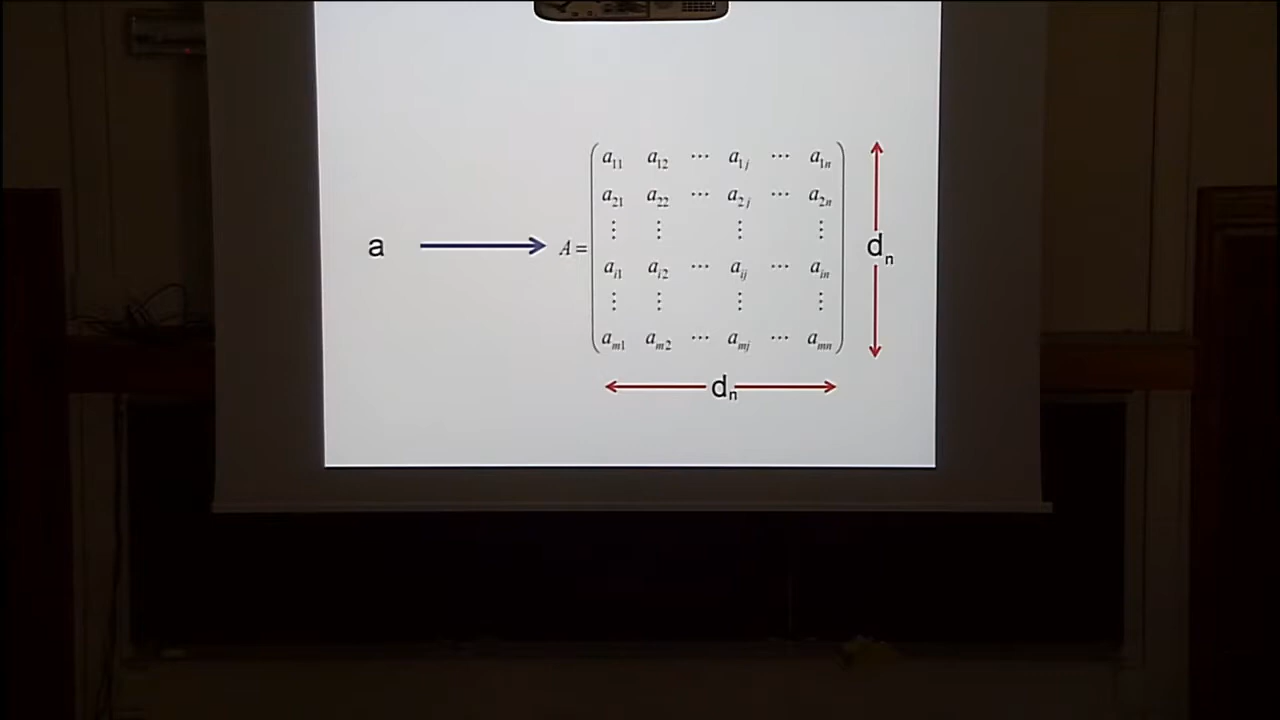 a₁₁ a₁₂ ⋯ a₁ⱼ ⋯ a₁ₙ
a₂₁ a₂₂ ⋯ a₂ⱼ ⋯ a₂ₙ
⋮ ⋮ ⋮ ⋮
a A =
dₙ
aᵢ₁ aᵢ₂ ⋯ aᵢⱼ ⋯ aᵢₙ
⋮ ⋮ ⋮ ⋮
aₘ₁ aₘ₂ ⋯ aₘⱼ ⋯ aₘₙ
dₙ